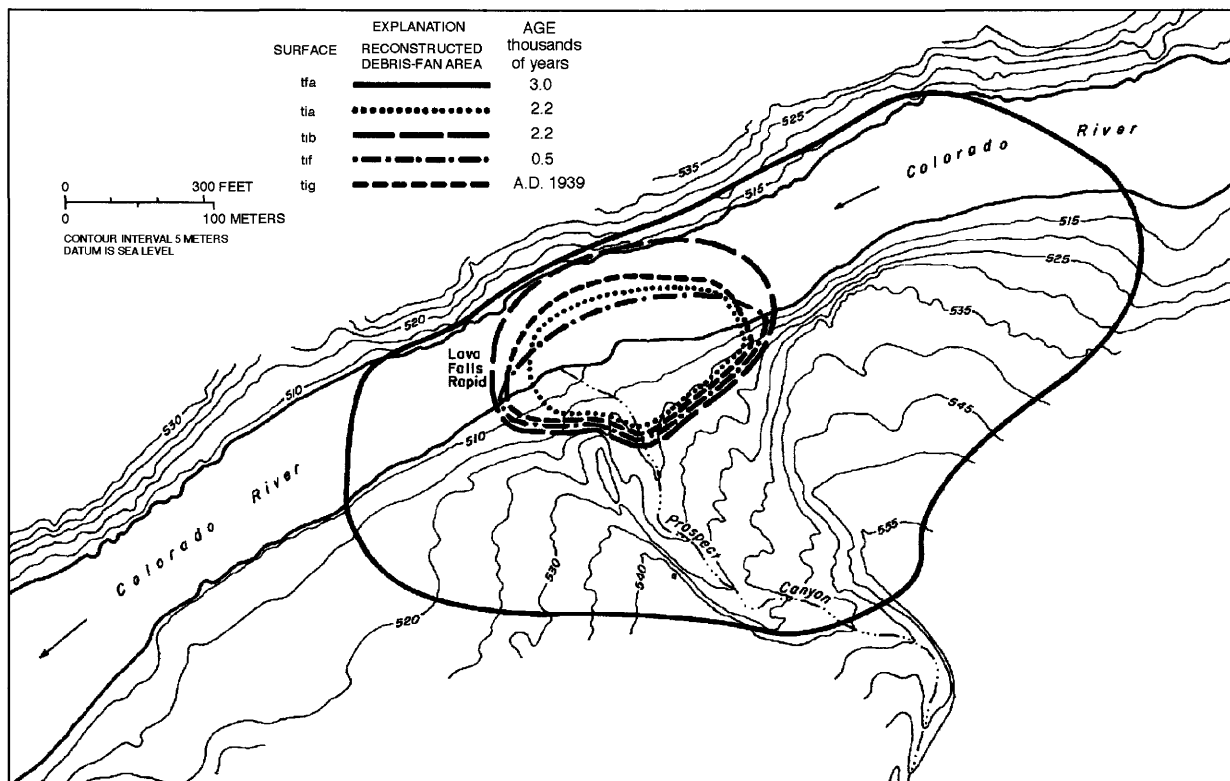 EXPLANATION
SURFACE RECONSTRUCTED DEBRIS-FAN AREA AGE thousands of years
tfa 3.0
tia 2.2
tib 2.2
tif 0.5
tig A.D. 1939
0 300 FEET
0 100 METERS
CONTOUR INTERVAL 5 METERS
DATUM IS SEA LEVEL
525
535
515
Colorado River
515
525
535
520
Lava
Falls
Rapid
510
530
510
545
Colorado River
Prospect
Canyon
555
530
540
520